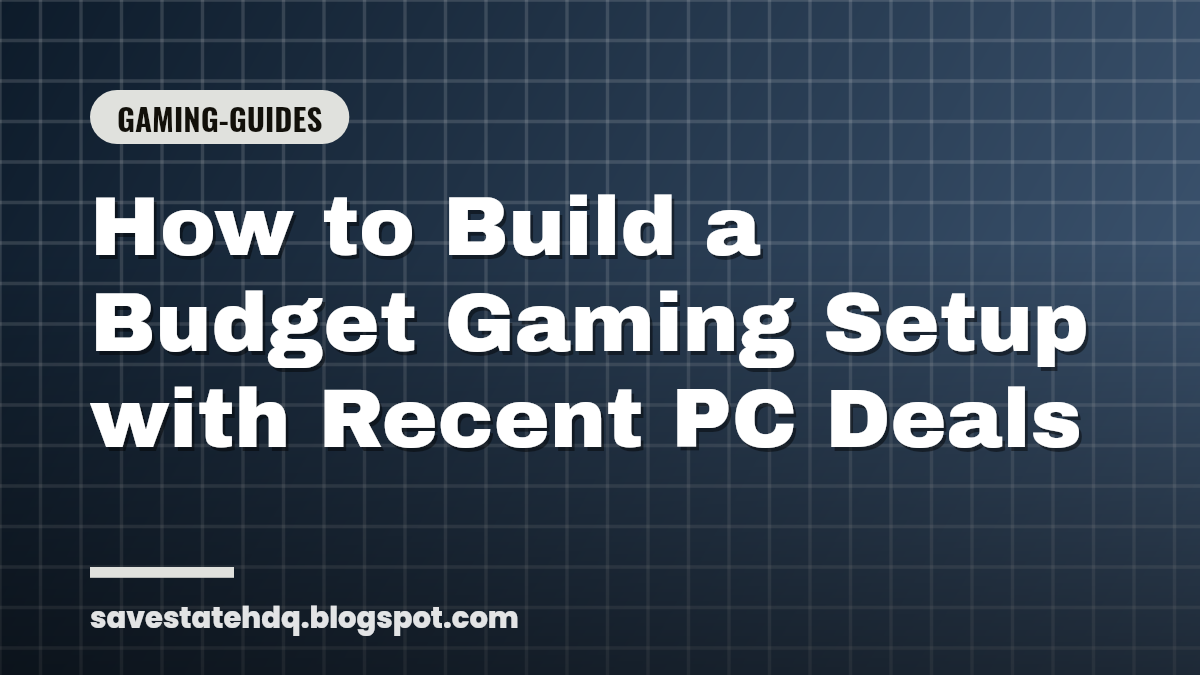 GAMING-GUIDES
How to Build a
Budget Gaming Setup
with Recent PC Deals
savestatehdq.blogspot.com